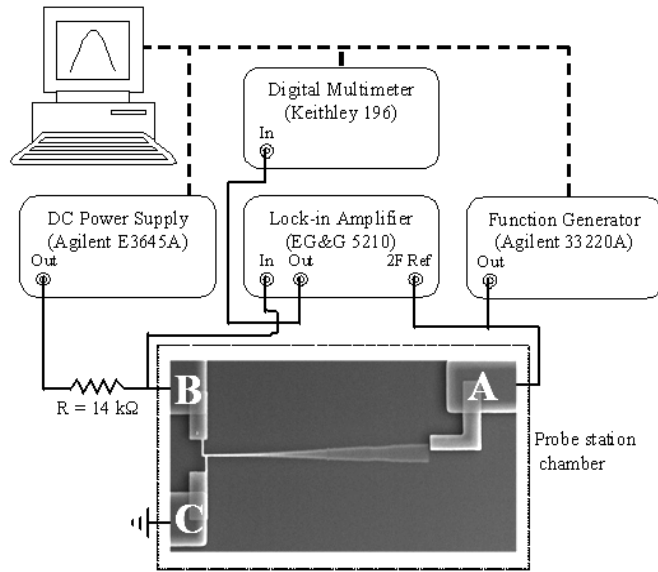 Digital Multimeter
(Keithley 196)
In
DC Power Supply
(Agilent E3645A)
Out
Lock-in Amplifier
(EG&G 5210)
In Out 2F Ref
Function Generator
(Agilent 33220A)
Out
R = 14 kΩ
B
A
C
Probe station
chamber